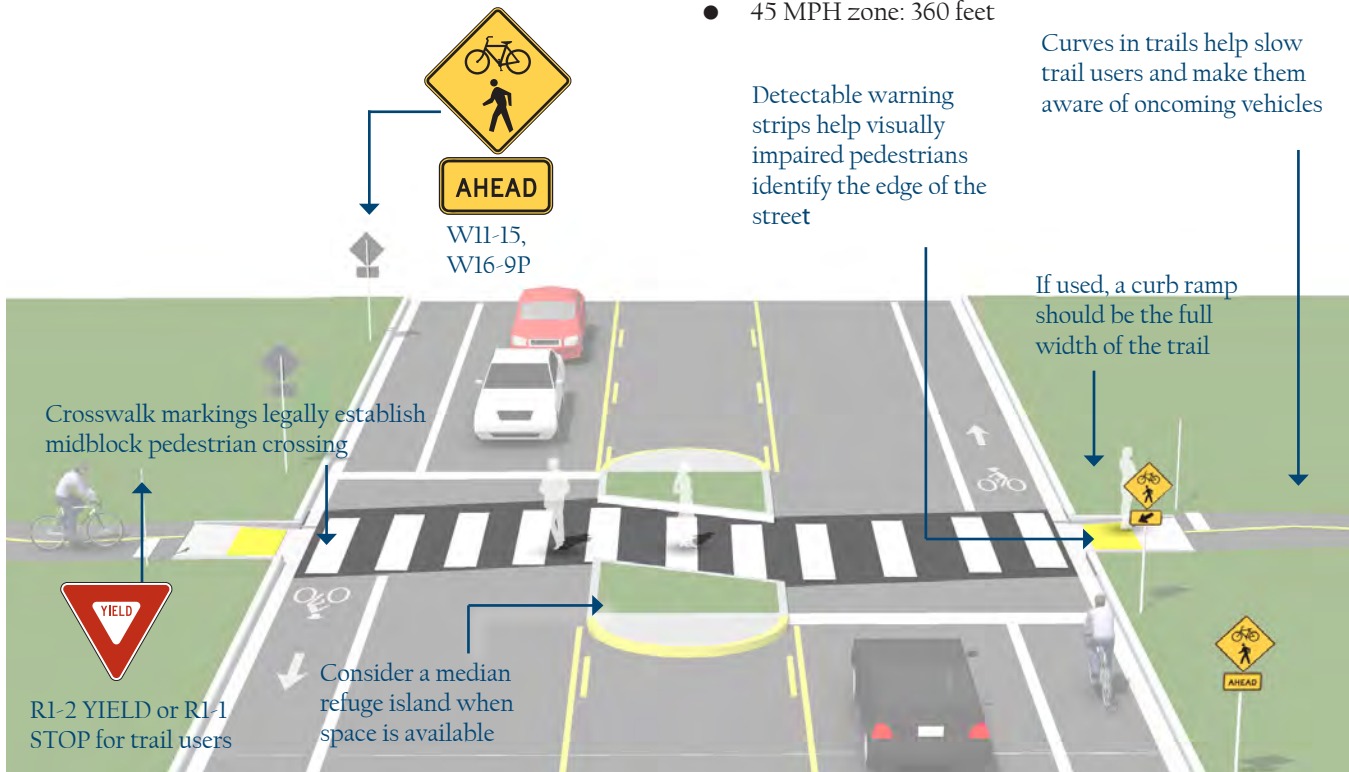 ● 45 MPH zone: 360 feet
Curves in trails help slow
trail users and make them
aware of oncoming vehicles
Detectable warning
strips help visually
impaired pedestrians
identify the edge of the
street
AHEAD
W11-15,
W16-9P
If used, a curb ramp
should be the full
width of the trail
Crosswalk markings legally establish
midblock pedestrian crossing
YIELD
R1-2 YIELD or R1-1
STOP for trail users
Consider a median
refuge island when
space is available
AHEAD